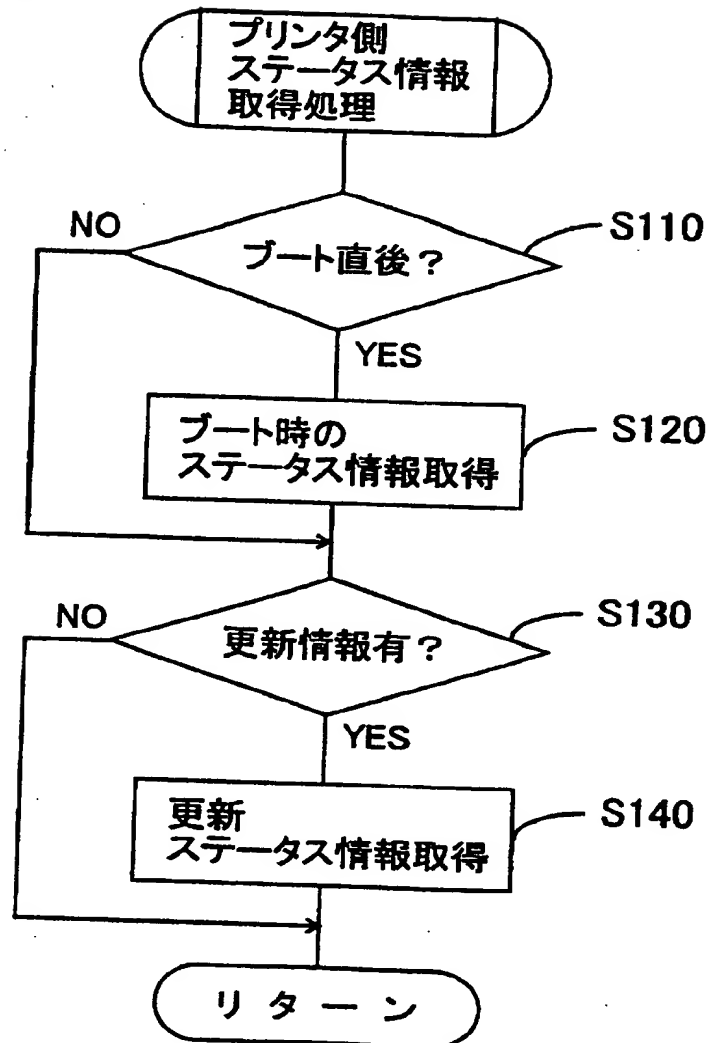 プリンタ側
ステータス情報
取得処理
NO
ブート直後？
S110
YES
ブート時の
ステータス情報取得
S120
NO
更新情報有？
S130
YES
更新
ステータス情報取得
S140
リターン